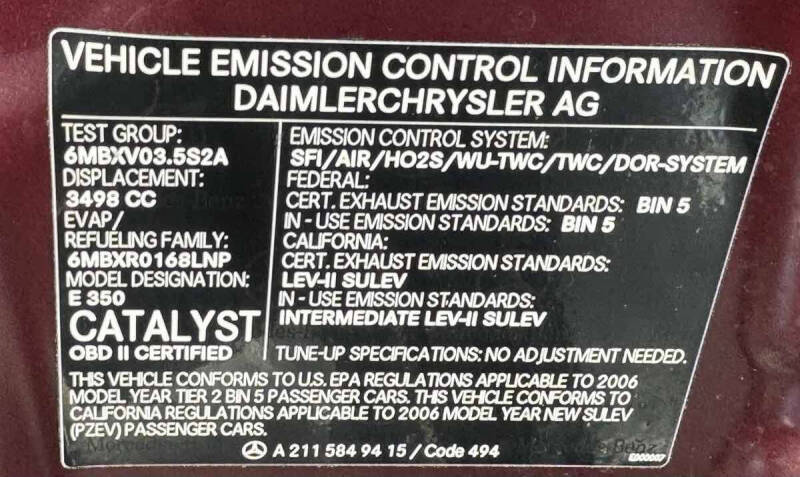 VEHICLE EMISSION CONTROL INFORMATION
DAIMLERCHRYSLER AG
TEST GROUP:
6MBXV03.5S2A
DISPLACEMENT:
3498 CC
EVAP/
REFUELING FAMILY:
6MBXR0168LNP
MODEL DESIGNATION:
E 350
CATALYST
OBD II CERTIFIED
EMISSION CONTROL SYSTEM:
SFI/AIR/HO2S/WU-TWC/TWC/DOR-SYSTEM
FEDERAL:
CERT. EXHAUST EMISSION STANDARDS: BIN 5
IN - USE EMISSION STANDARDS: BIN 5
CALIFORNIA:
CERT. EXHAUST EMISSION STANDARDS:
LEV-II SULEV
IN - USE EMISSION STANDARDS:
INTERMEDIATE LEV-II SULEV
TUNE-UP SPECIFICATIONS: NO ADJUSTMENT NEEDED.
THIS VEHICLE CONFORMS TO U.S. EPA REGULATIONS APPLICABLE TO 2006
MODEL YEAR TIER 2 BIN 5 PASSENGER CARS. THIS VEHICLE CONFORMS TO
CALIFORNIA REGULATIONS APPLICABLE TO 2006 MODEL YEAR NEW SULEV
(PZEV) PASSENGER CARS.
A 211 584 94 15 / Code 494